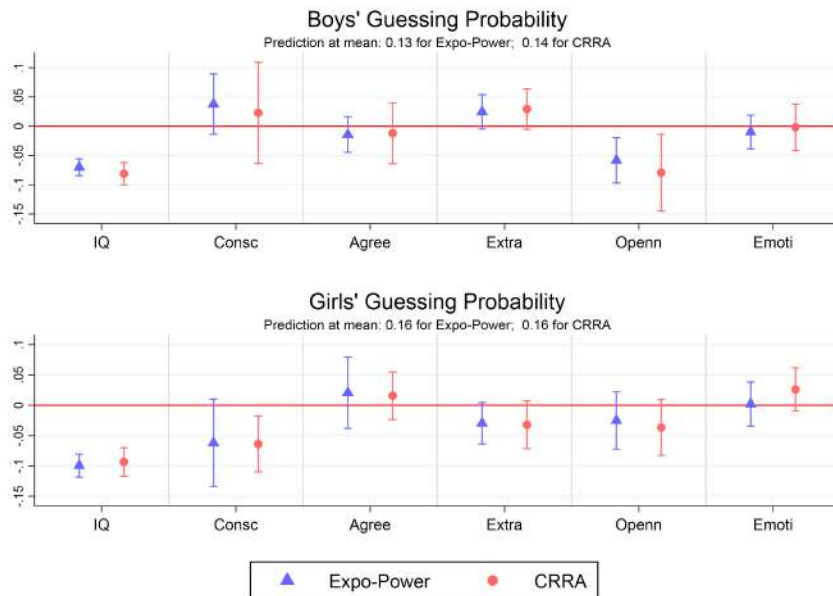 Boys' Guessing Probability
Prediction at mean: 0.13 for Expo-Power;  0.14 for CRRA
.1
.05
0
-.05
-.1
-.15
IQ Consc Agree Extra Openn Emoti
Girls' Guessing Probability
Prediction at mean: 0.16 for Expo-Power;  0.16 for CRRA
.1
.05
0
-.05
-.1
-.15
IQ Consc Agree Extra Openn Emoti
Expo-Power CRRA